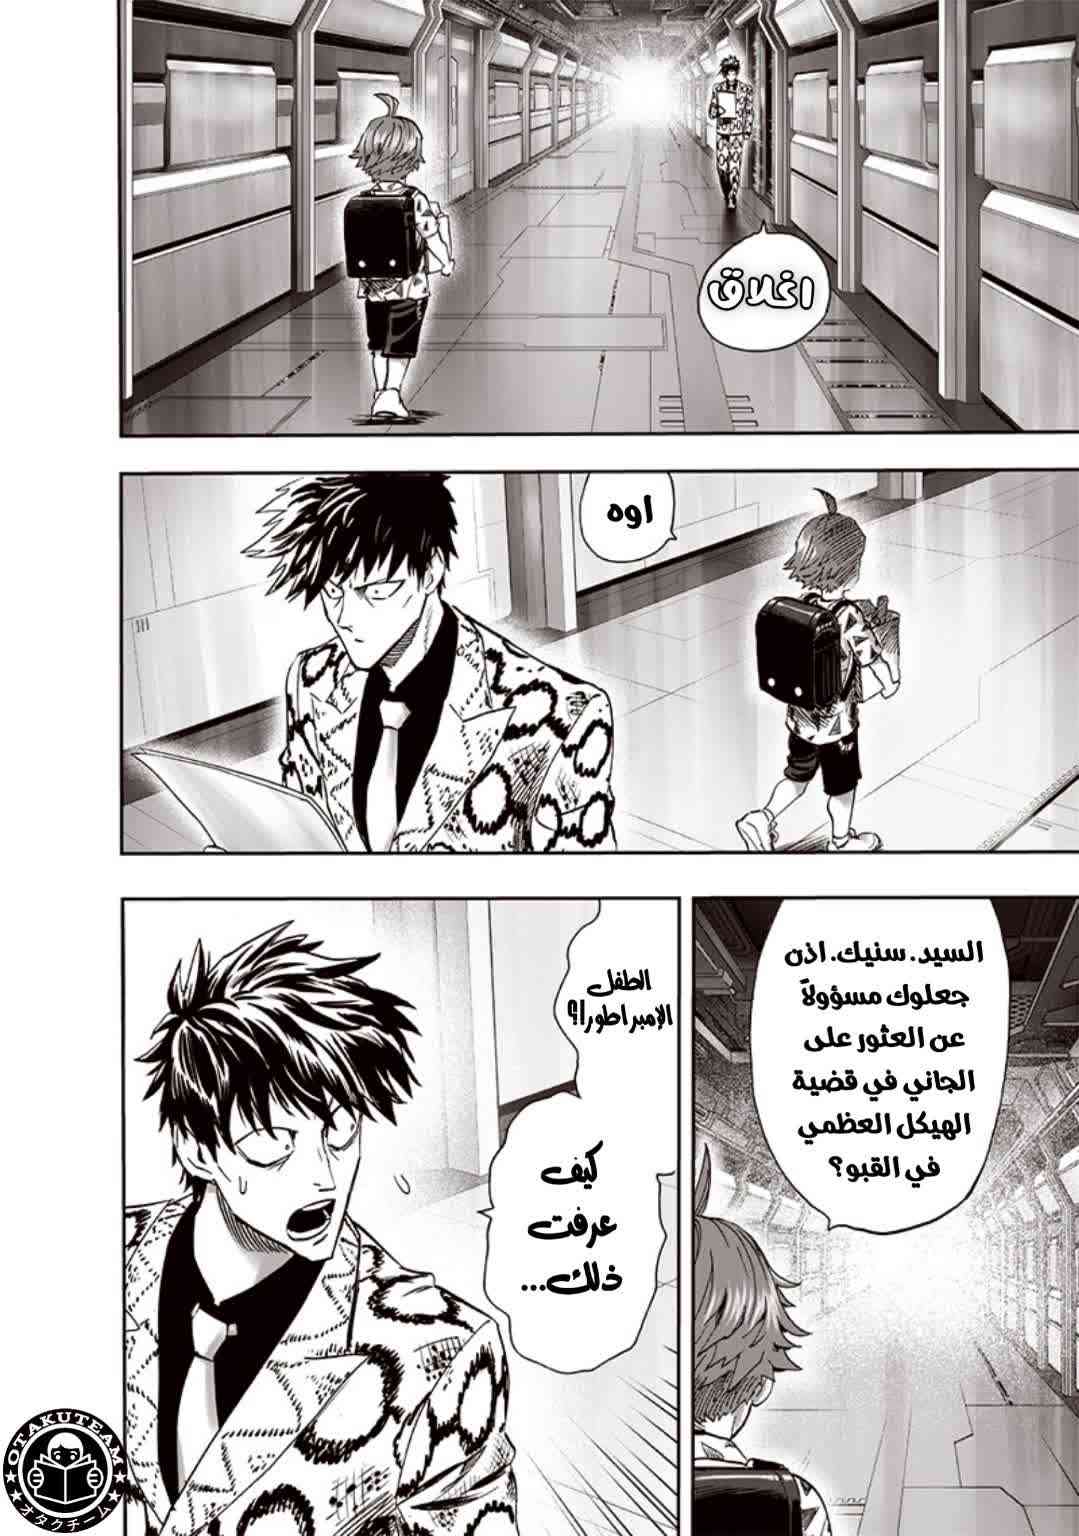 اغلاق
اوه
السيد. سنيك. اذن
جعلوك مسؤولاً
عن العثور على
الجاني في قضية
الهيكل العظمي
في القبو؟
الطفل
الإمبراطور!؟
كيف
عرفت
ذلك...
OTAKUTEAM
オタクチーム